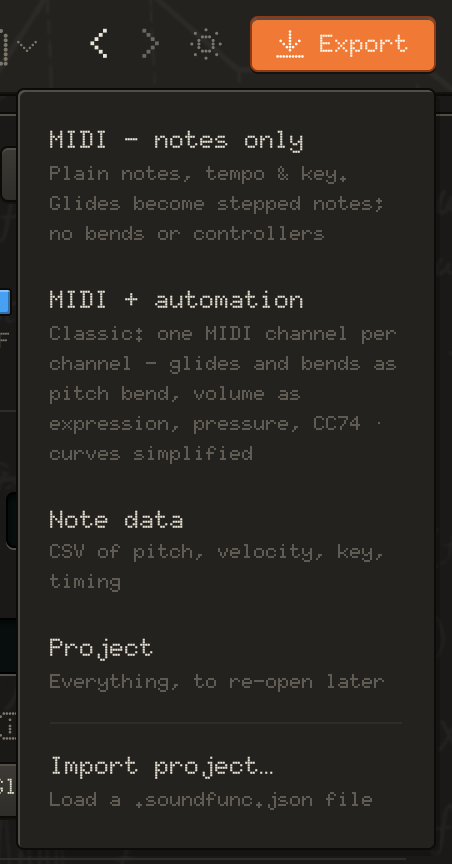 Export
MIDI - notes only
Plain notes, tempo & key.
Glides become stepped notes;
no bends or controllers
MIDI + automation
Classic: one MIDI channel per
channel - glides and bends as
pitch bend, volume as
expression, pressure, CC74 ·
curves simplified
Note data
CSV of pitch, velocity, key,
timing
Project
Everything, to re-open later
Import project…
Load a .soundfunc.json file